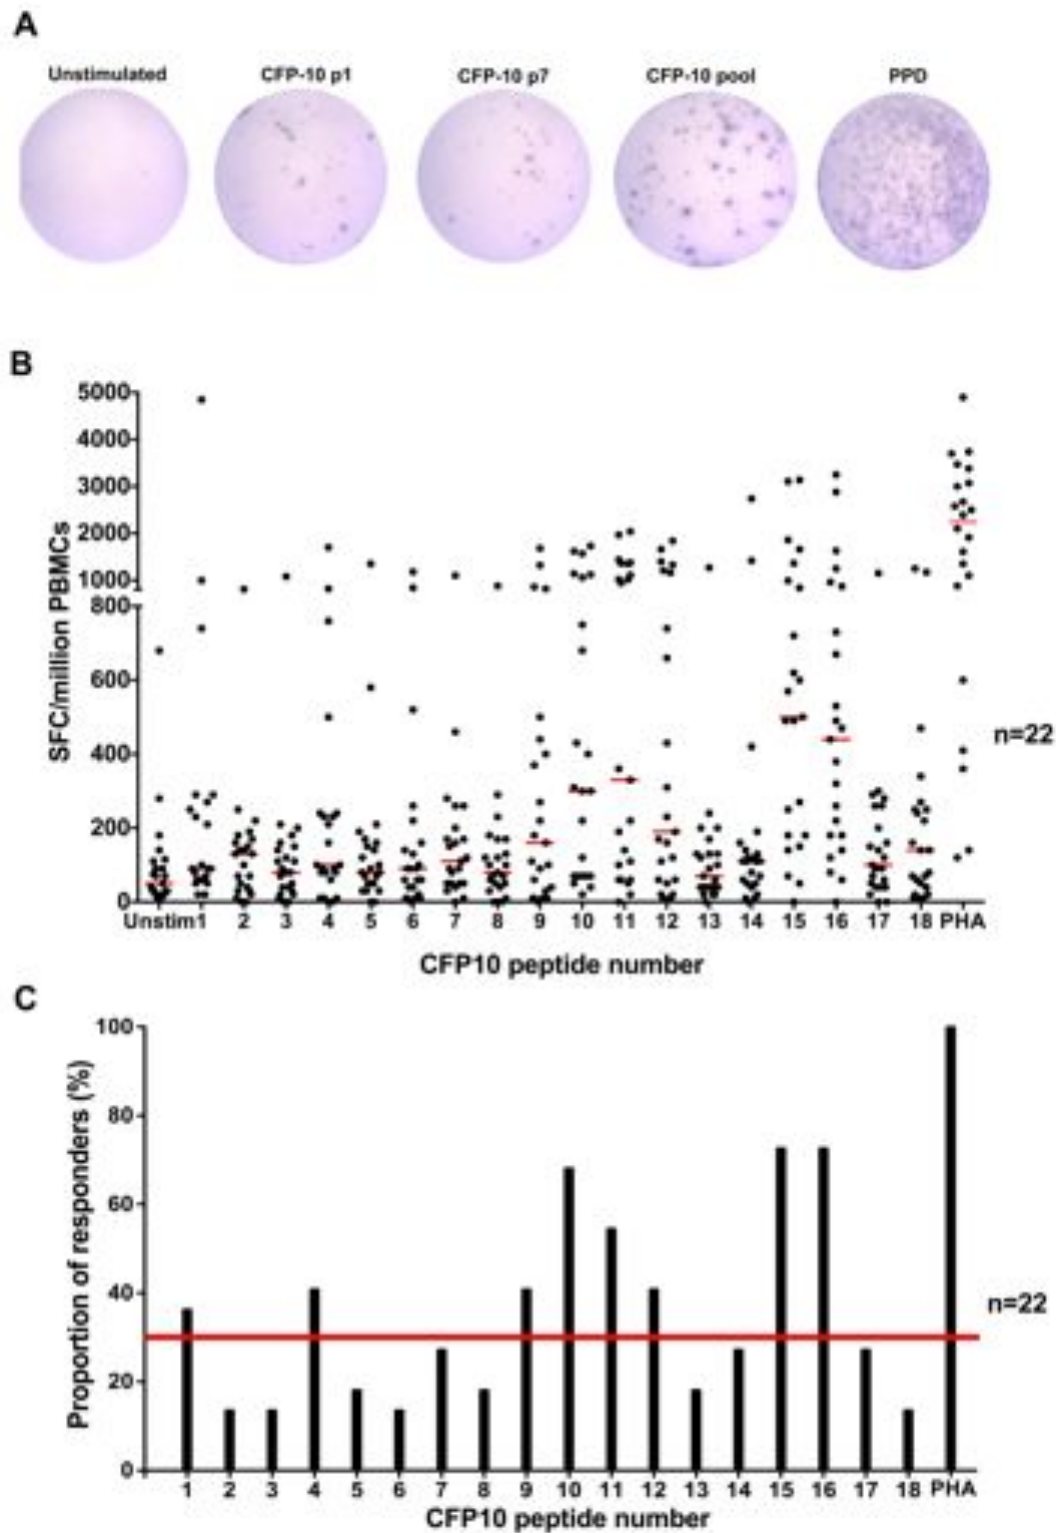 A
Unstimulated CFP-10 p1 CFP-10 p7 CFP-10 pool PPD
B
SFC/million PBMCs
5000
4000
3000
2000
1000
800
600
400
200
0
n=22
Unstim1 2 3 4 5 6 7 8 9 10 11 12 13 14 15 16 17 18 PHA
CFP10 peptide number
C
Proportion of responders (%)
100
80
60
40
20
0
n=22
1 2 3 4 5 6 7 8 9 10 11 12 13 14 15 16 17 18 PHA
CFP10 peptide number